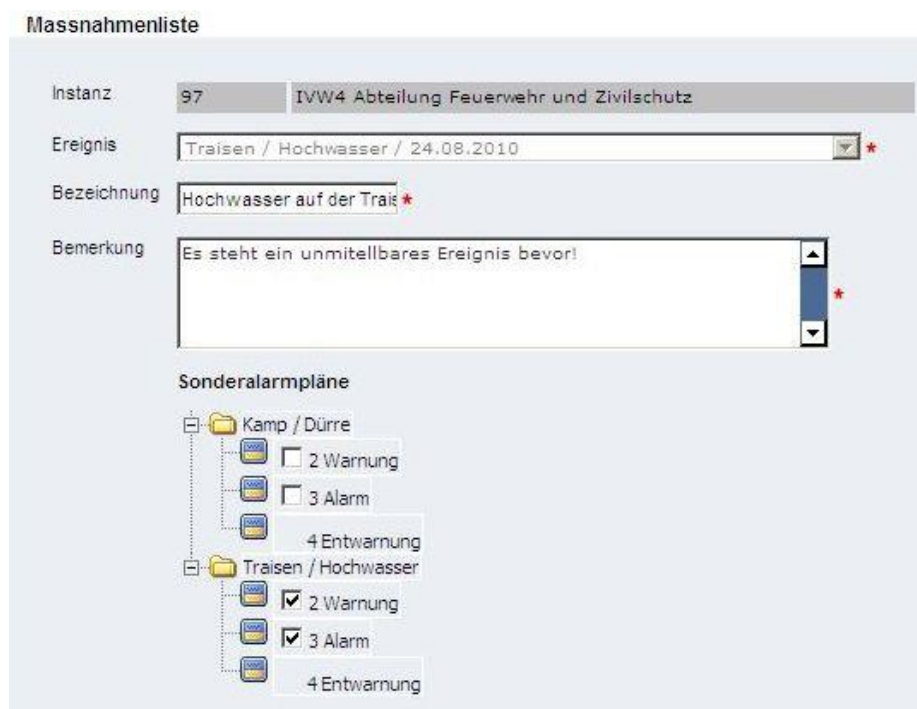 Massnahmenliste
Instanz 97 IVW4 Abteilung Feuerwehr und Zivilschutz
Ereignis Traisen / Hochwasser / 24.08.2010 *
Bezeichnung Hochwasser auf der Trais *
Bemerkung Es steht ein unmitellbares Ereignis bevor! *
Sonderalarmpläne
Kamp / Dürre
2 Warnung
3 Alarm
4 Entwarnung
Traisen / Hochwasser
2 Warnung
3 Alarm
4 Entwarnung